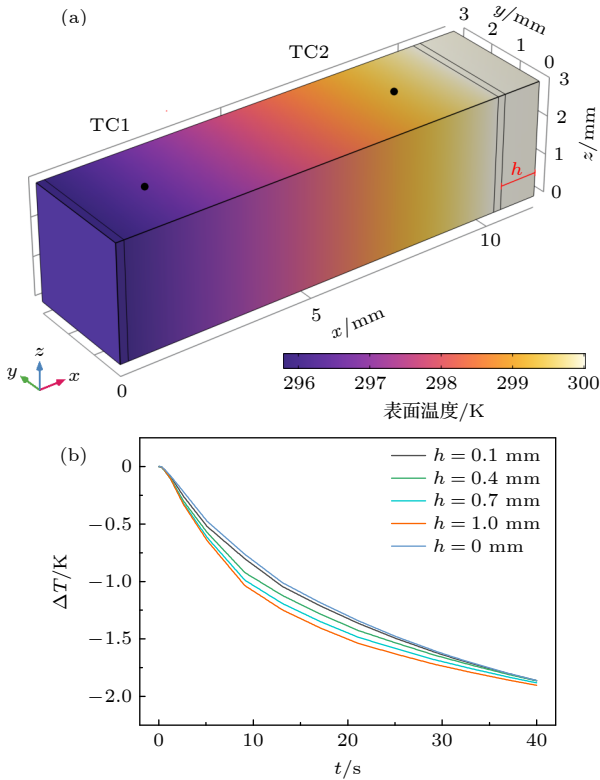 (a)
3
2
1
0
y/mm
TC2
TC1
3
2
1
0
z/mm
h
10
5
0
x/mm
z
y
x
296 297 298 299 300
表面温度/K
(b)
0
−0.5
−1.0
−1.5
−2.0
ΔT/K
h = 0.1 mm
h = 0.4 mm
h = 0.7 mm
h = 1.0 mm
h = 0 mm
0 10 20 30 40
t/s